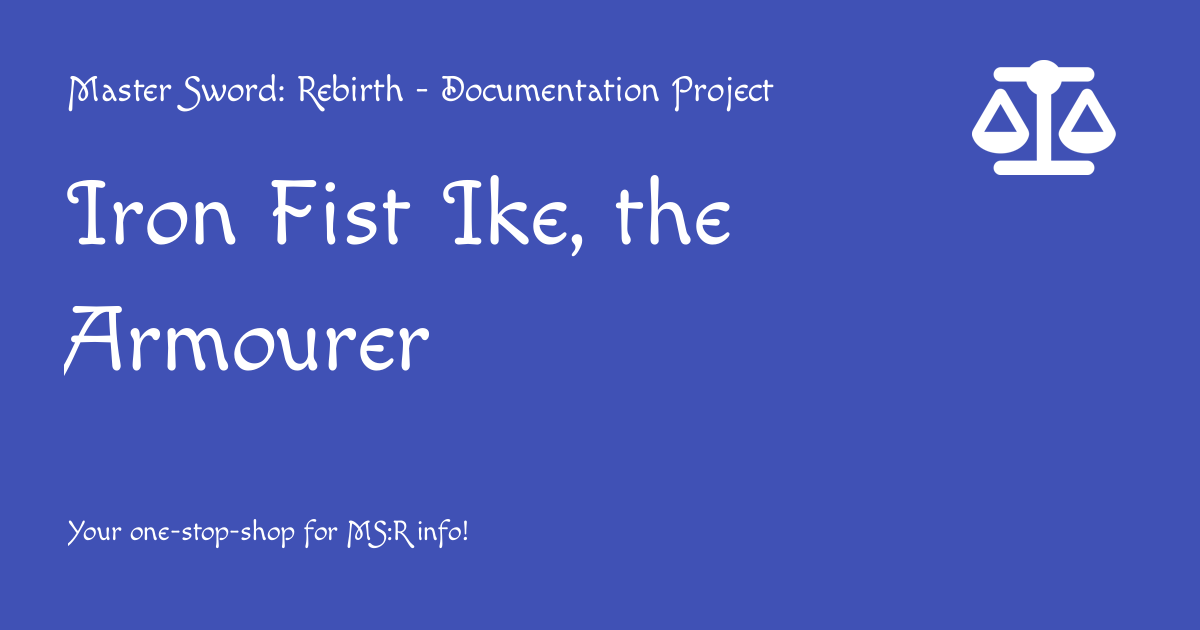 Master Sword: Rebirth - Documentation Project
Iron Fist Ike, the
Armourer
Your one-stop-shop for MS:R info!